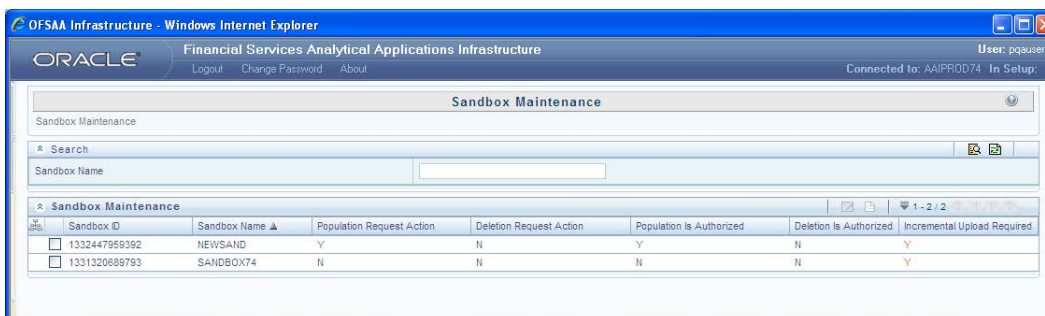 OFSAA Infrastructure - Windows Internet Explorer
ORACLE
Financial Services Analytical Applications Infrastructure
User: pqauser
Logout Change Password About
Connected to: AAIPROD74 In Setup:
Sandbox Maintenance
Sandbox Maintenance
Search
Sandbox Name
Sandbox Maintenance
1 - 2 / 2
Sandbox ID Sandbox Name Population Request Action Deletion Request Action Population Is Authorized Deletion Is Authorized Incremental Upload Required
1332447959392 NEWSAND Y N Y N Y
1331320689793 SANDBOX74 N N N N Y